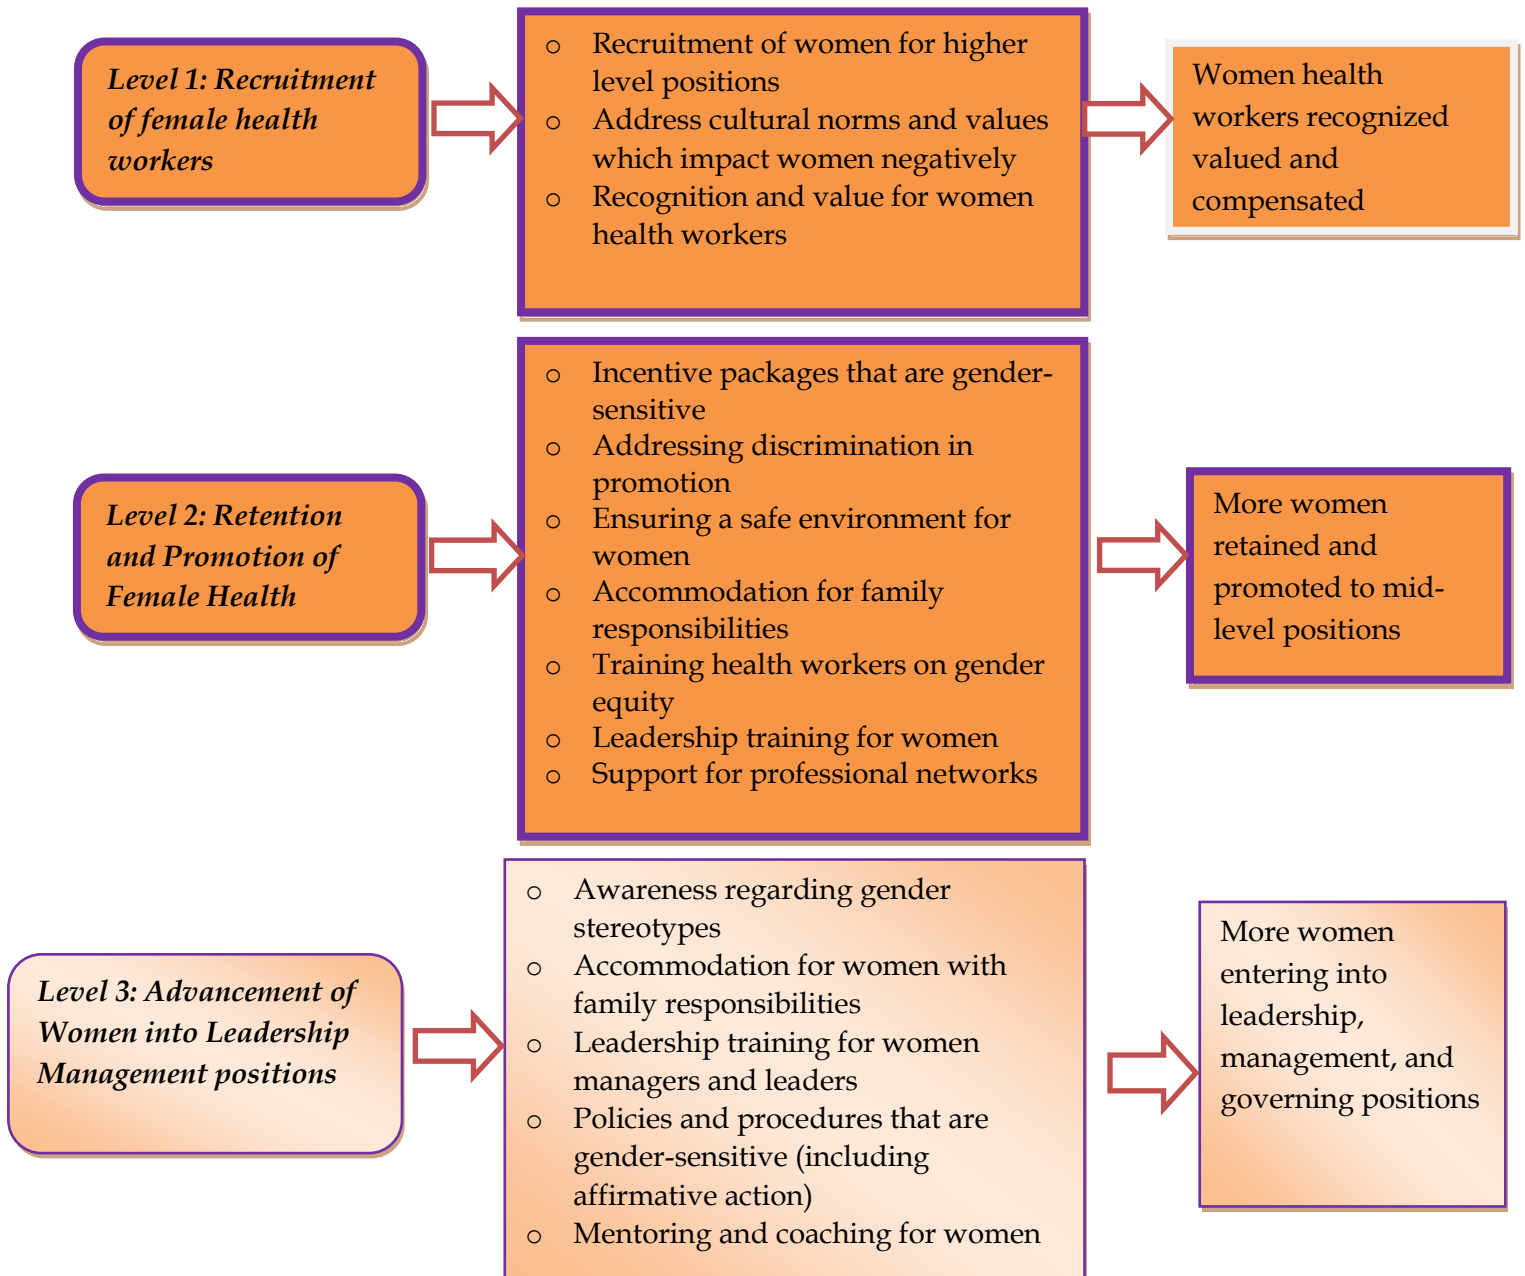 Level 1: Recruitment
of female health
workers
o Recruitment of women for higher
level positions
o Address cultural norms and values
which impact women negatively
o Recognition and value for women
health workers
Women health
workers recognized
valued and
compensated
Level 2: Retention
and Promotion of
Female Health
o Incentive packages that are gender-
sensitive
o Addressing discrimination in
promotion
o Ensuring a safe environment for
women
o Accommodation for family
responsibilities
o Training health workers on gender
equity
o Leadership training for women
o Support for professional networks
More women
retained and
promoted to mid-
level positions
Level 3: Advancement of
Women into Leadership
Management positions
o Awareness regarding gender
stereotypes
o Accommodation for women with
family responsibilities
o Leadership training for women
managers and leaders
o Policies and procedures that are
gender-sensitive (including
affirmative action)
o Mentoring and coaching for women
More women
entering into
leadership,
management, and
governing positions